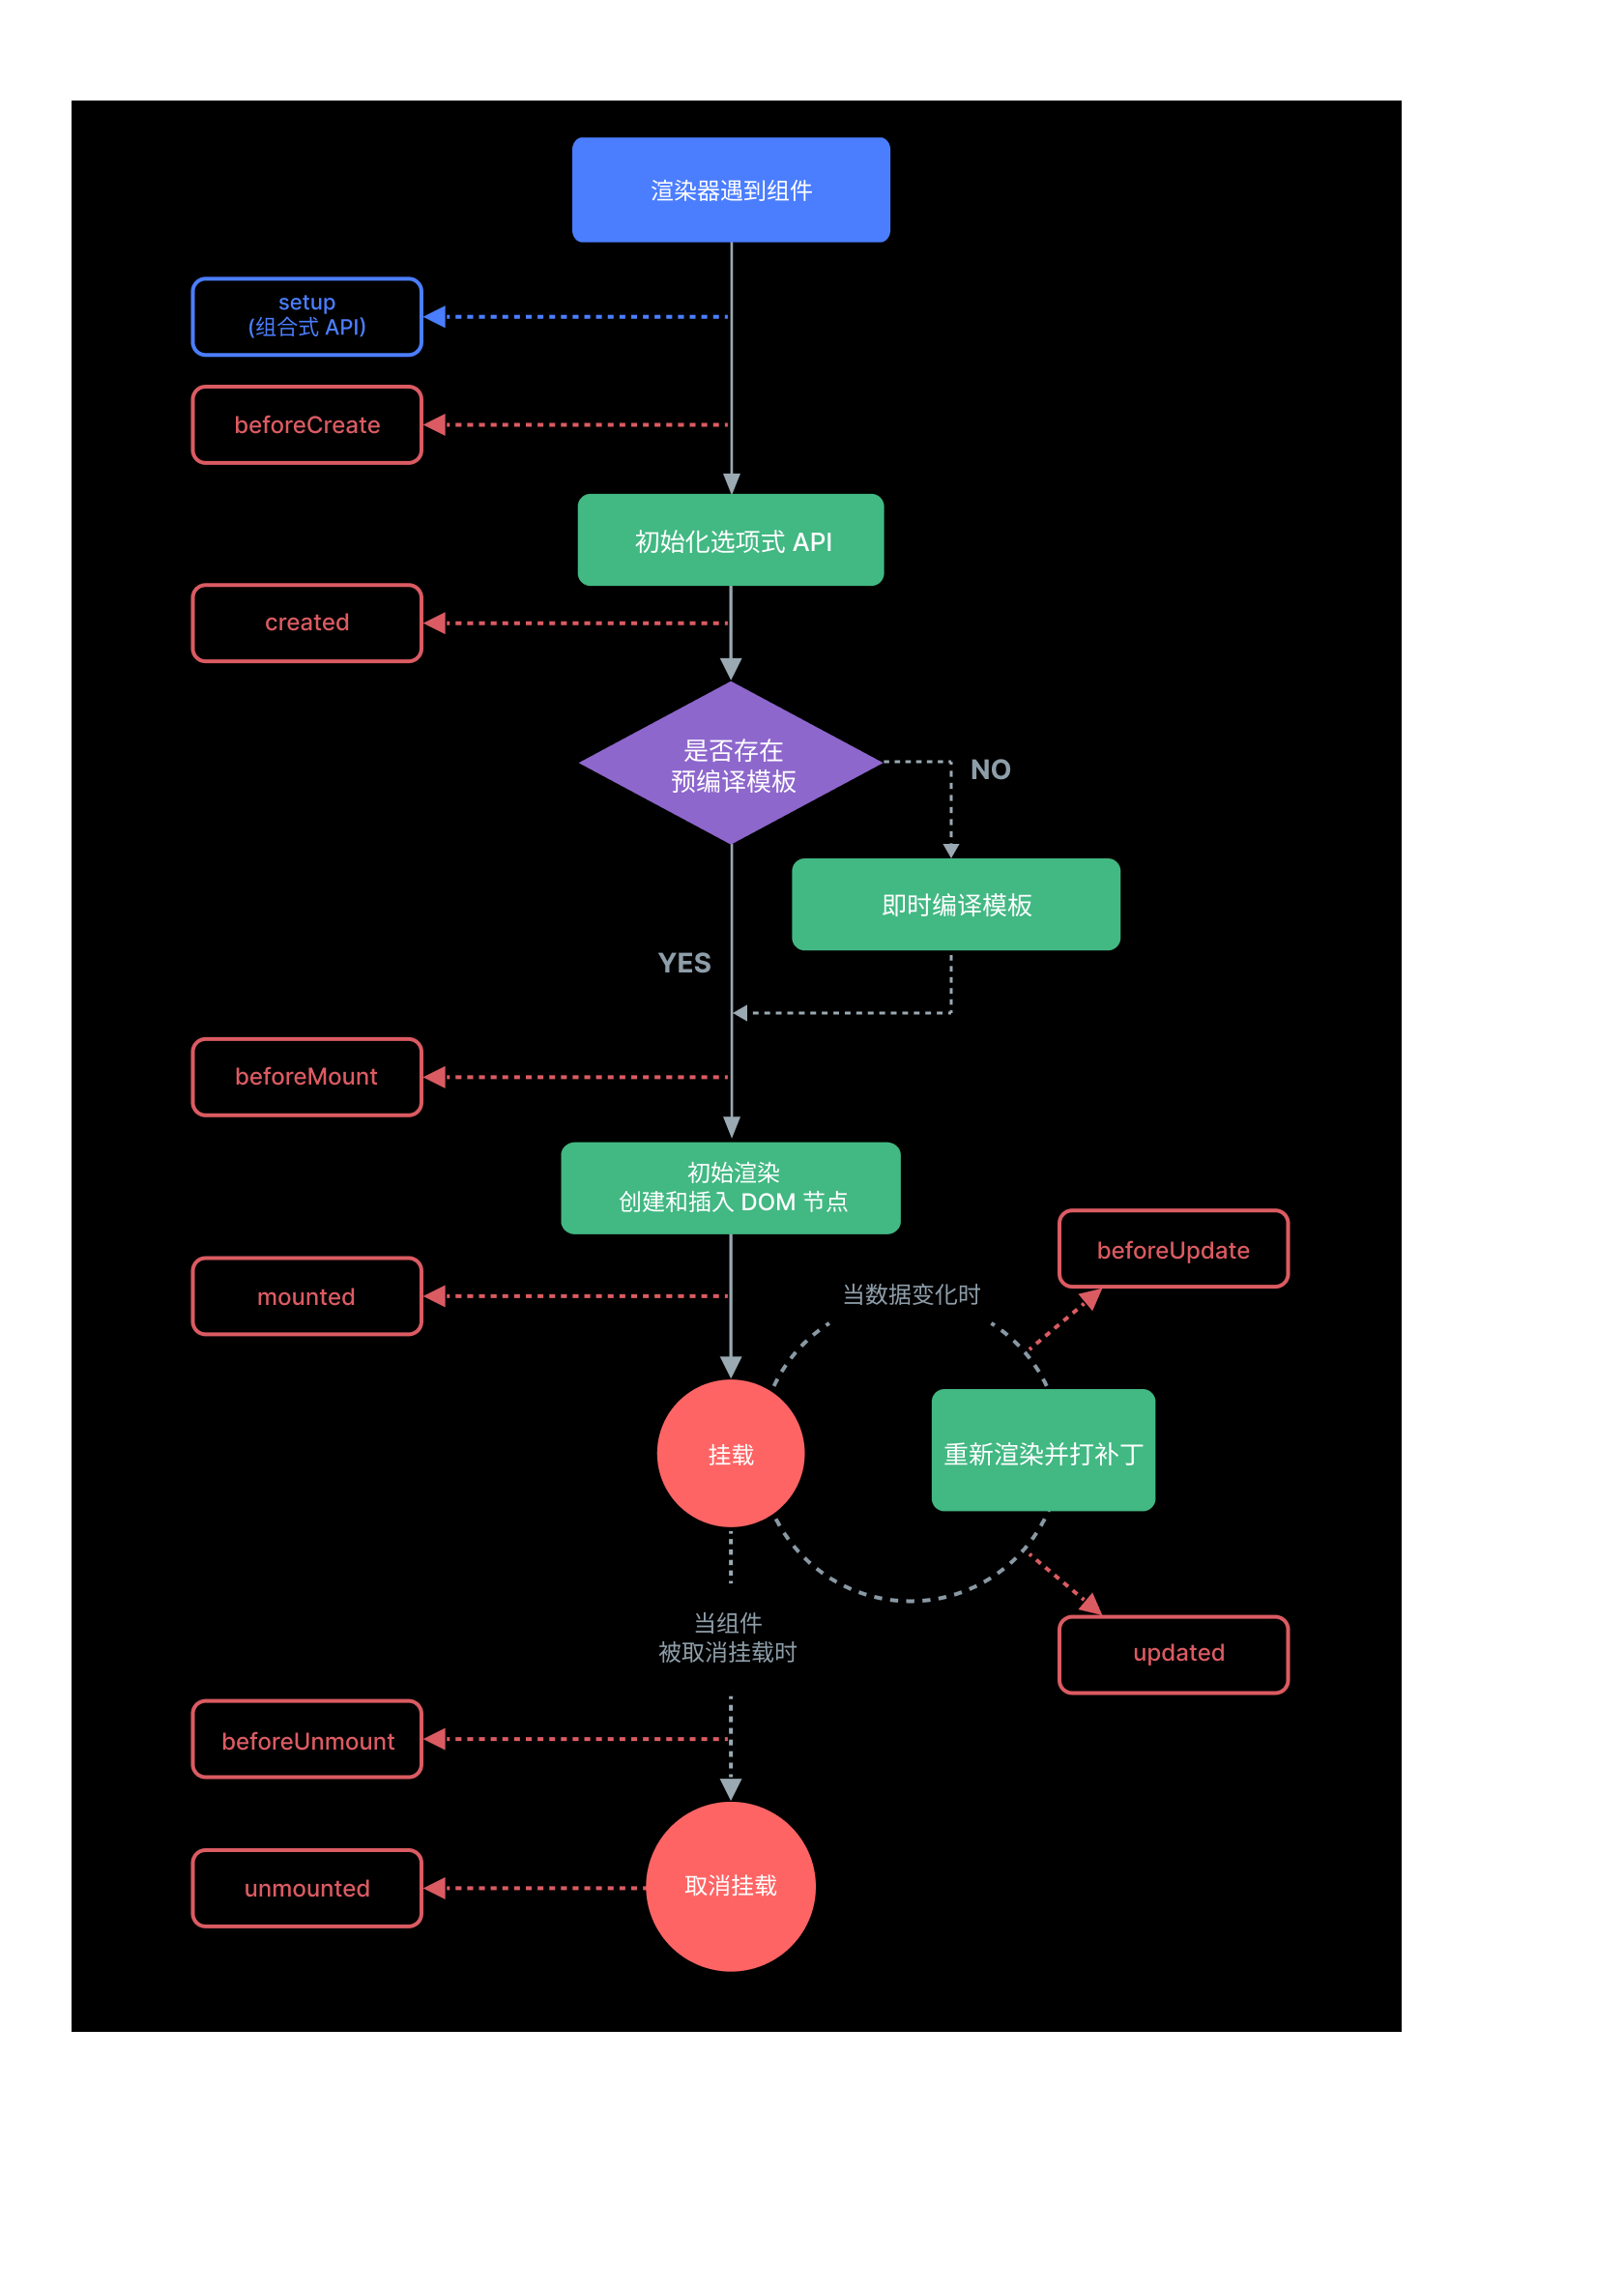 渲染器遇到组件
setup
(组合式 API)
beforeCreate
初始化选项式 API
created
是否存在
预编译模板
NO
即时编译模板
YES
beforeMount
初始渲染
创建和插入 DOM 节点
beforeUpdate
mounted
当数据变化时
挂载
重新渲染并打补丁
当组件
被取消挂载时
updated
beforeUnmount
取消挂载
unmounted